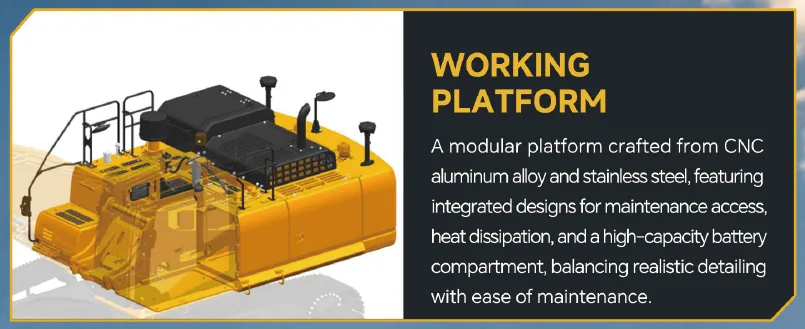 WORKING
PLATFORM
A modular platform crafted from CNC
aluminum alloy and stainless steel, featuring
integrated designs for maintenance access,
heat dissipation, and a high-capacity battery
compartment, balancing realistic detailing
with ease of maintenance.